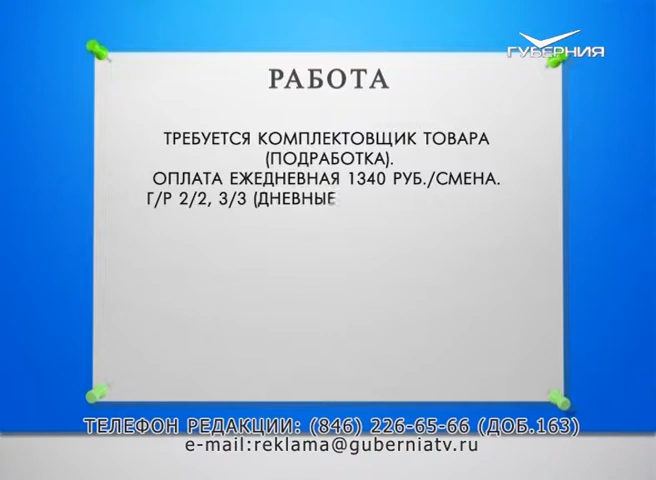 ГУБЕРНИЯ
РАБОТА
ТРЕБУЕТСЯ КОМПЛЕКТОВЩИК ТОВАРА
(ПОДРАБОТКА).
ОПЛАТА ЕЖЕДНЕВНАЯ 1340 РУБ./СМЕНА.
Г/Р 2/2, 3/3 (ДНЕВНЫЕ
ТЕЛЕФОН РЕДАКЦИИ: (846) 226-65-66 (ДОБ.163)
e-mail:reklama@guberniatv.ru